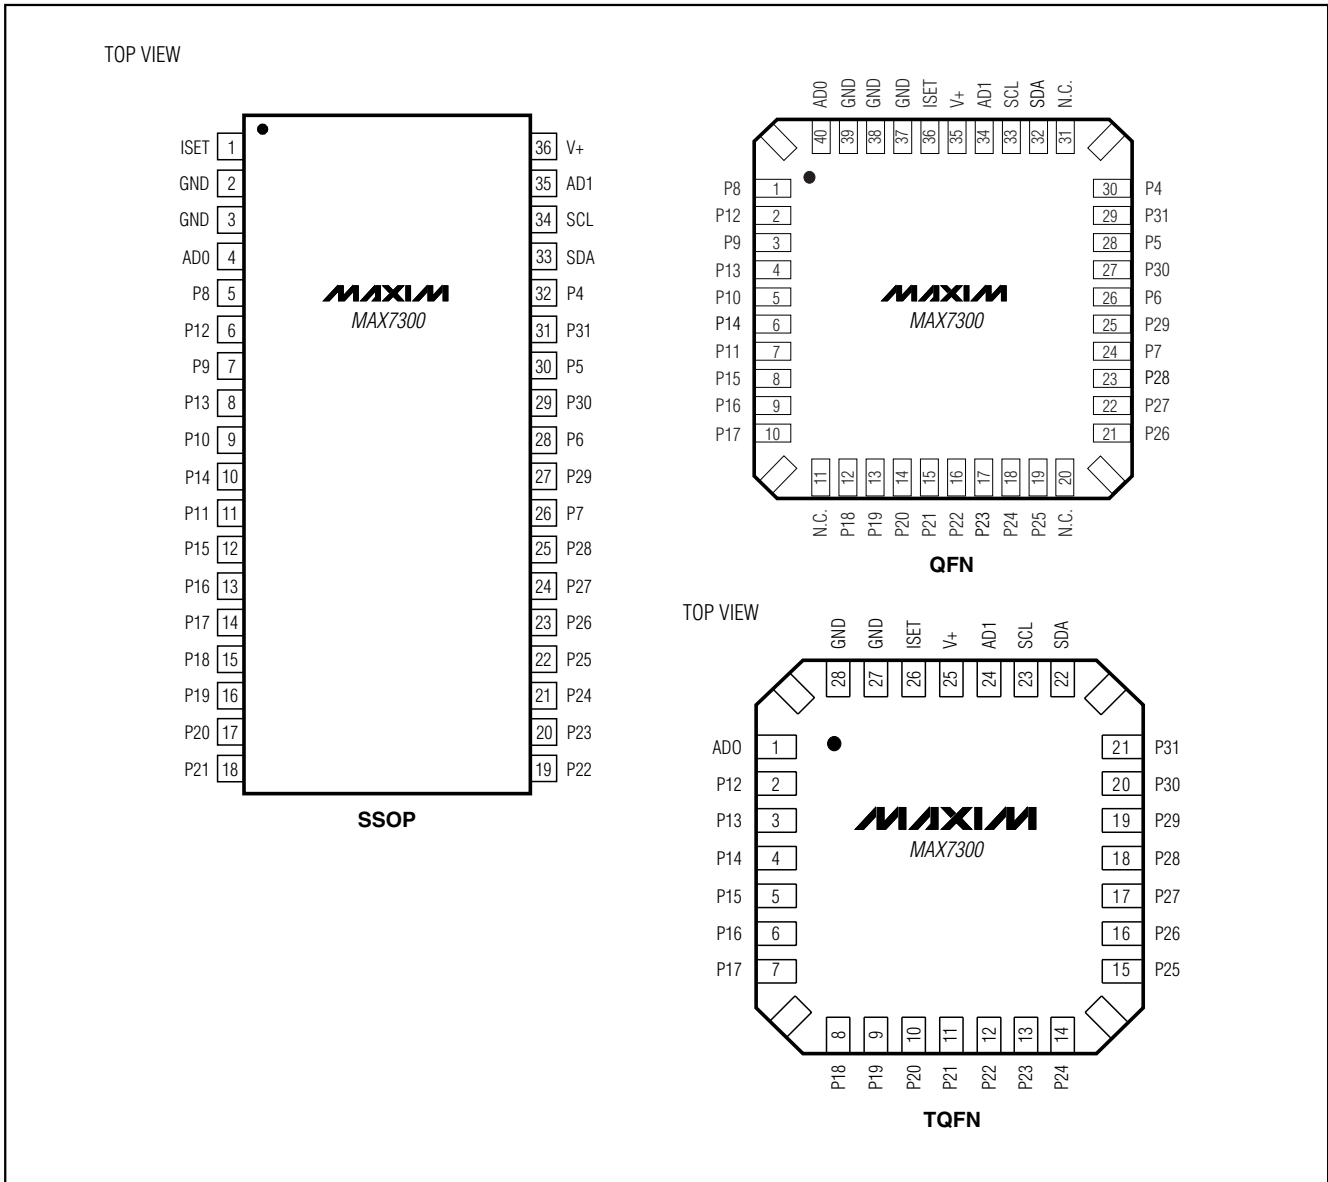 TOP VIEW
ISET 1 36 V+
GND 2 35 AD1
GND 3 34 SCL
AD0 4 33 SDA
P8 5 32 P4
P12 6 31 P31
P9 7 30 P5
P13 8 29 P30
P10 9 28 P6
P14 10 27 P29
P11 11 26 P7
P15 12 25 P28
P16 13 24 P27
P17 14 23 P26
P18 15 22 P25
P19 16 21 P24
P20 17 20 P23
P21 18 19 P22
MAXIM
MAX7300
SSOP
AD0 GND GND GND ISET V+ AD1 SCL SDA N.C.
40 39 38 37 36 35 34 33 32 31
P8 1 30 P4
P12 2 29 P31
P9 3 28 P5
P13 4 27 P30
P10 5 26 P6
P14 6 25 P29
P11 7 24 P7
P15 8 23 P28
P16 9 22 P27
P17 10 21 P26
MAXIM
MAX7300
11 12 13 14 15 16 17 18 19 20
N.C. P18 P19 P20 P21 P22 P23 P24 P25 N.C.
QFN
TOP VIEW
GND GND ISET V+ AD1 SCL SDA
28 27 26 25 24 23 22
AD0 1 21 P31
P12 2 20 P30
P13 3 19 P29
P14 4 18 P28
P15 5 17 P27
P16 6 16 P26
P17 7 15 P25
MAXIM
MAX7300
8 9 10 11 12 13 14
P18 P19 P20 P21 P22 P23 P24
TQFN